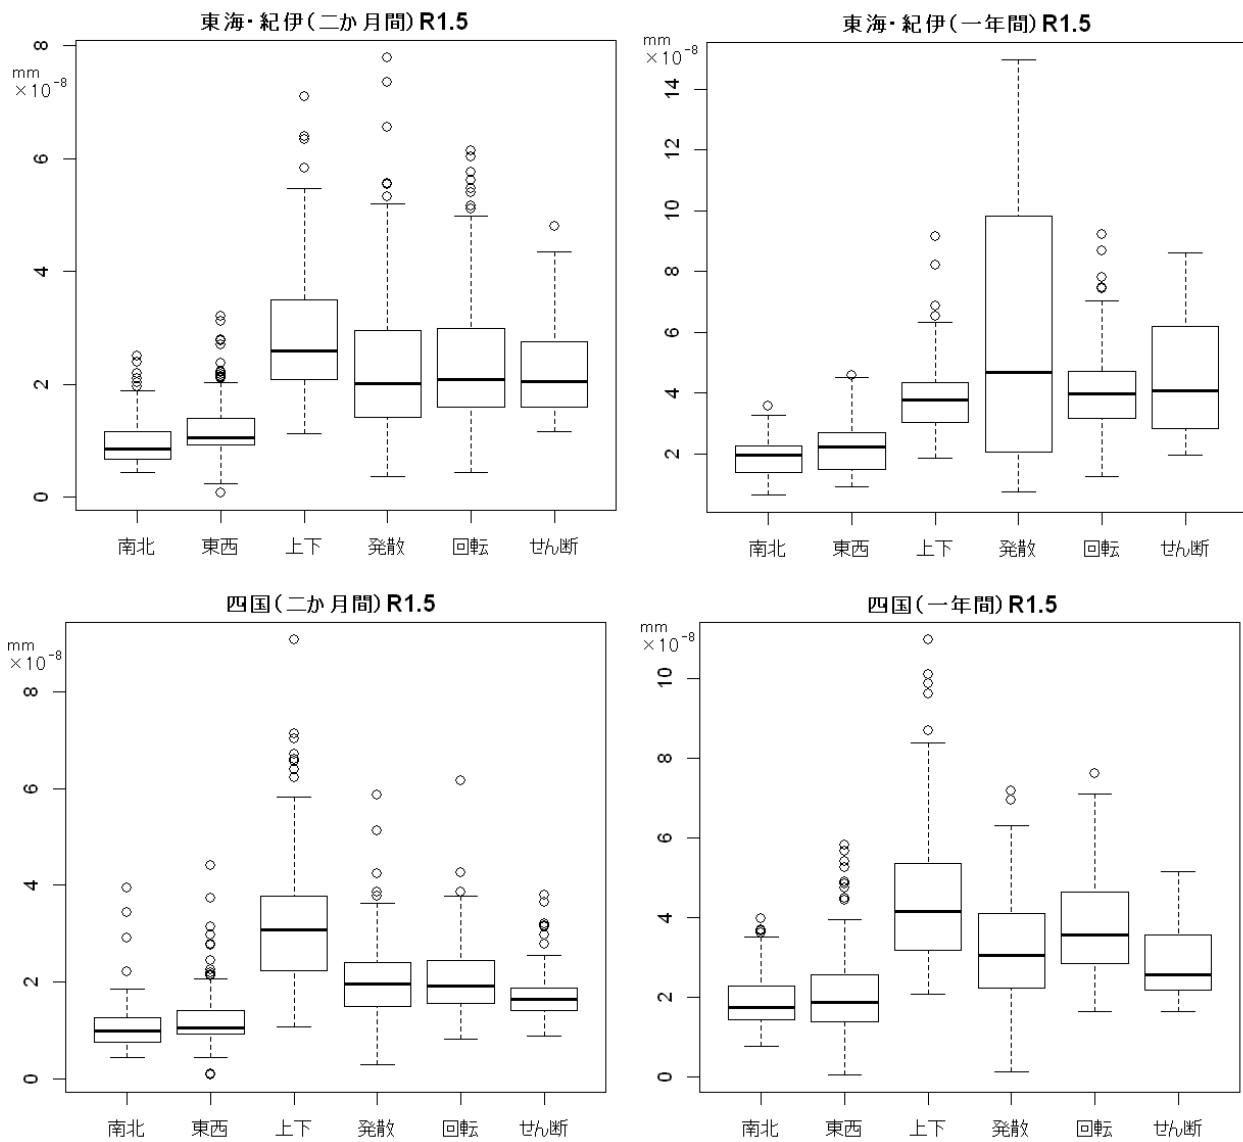 東海・紀伊(二か月間)R1.5
mm
×10-8
8
6
4
2
0
南北 東西 上下 発散 回転 せん断
東海・紀伊(一年間)R1.5
mm
×10-8
14
12
10
8
6
4
2
南北 東西 上下 発散 回転 せん断
四国(二か月間)R1.5
mm
×10-8
8
6
4
2
0
南北 東西 上下 発散 回転 せん断
四国(一年間)R1.5
mm
×10-8
10
8
6
4
2
0
南北 東西 上下 発散 回転 せん断